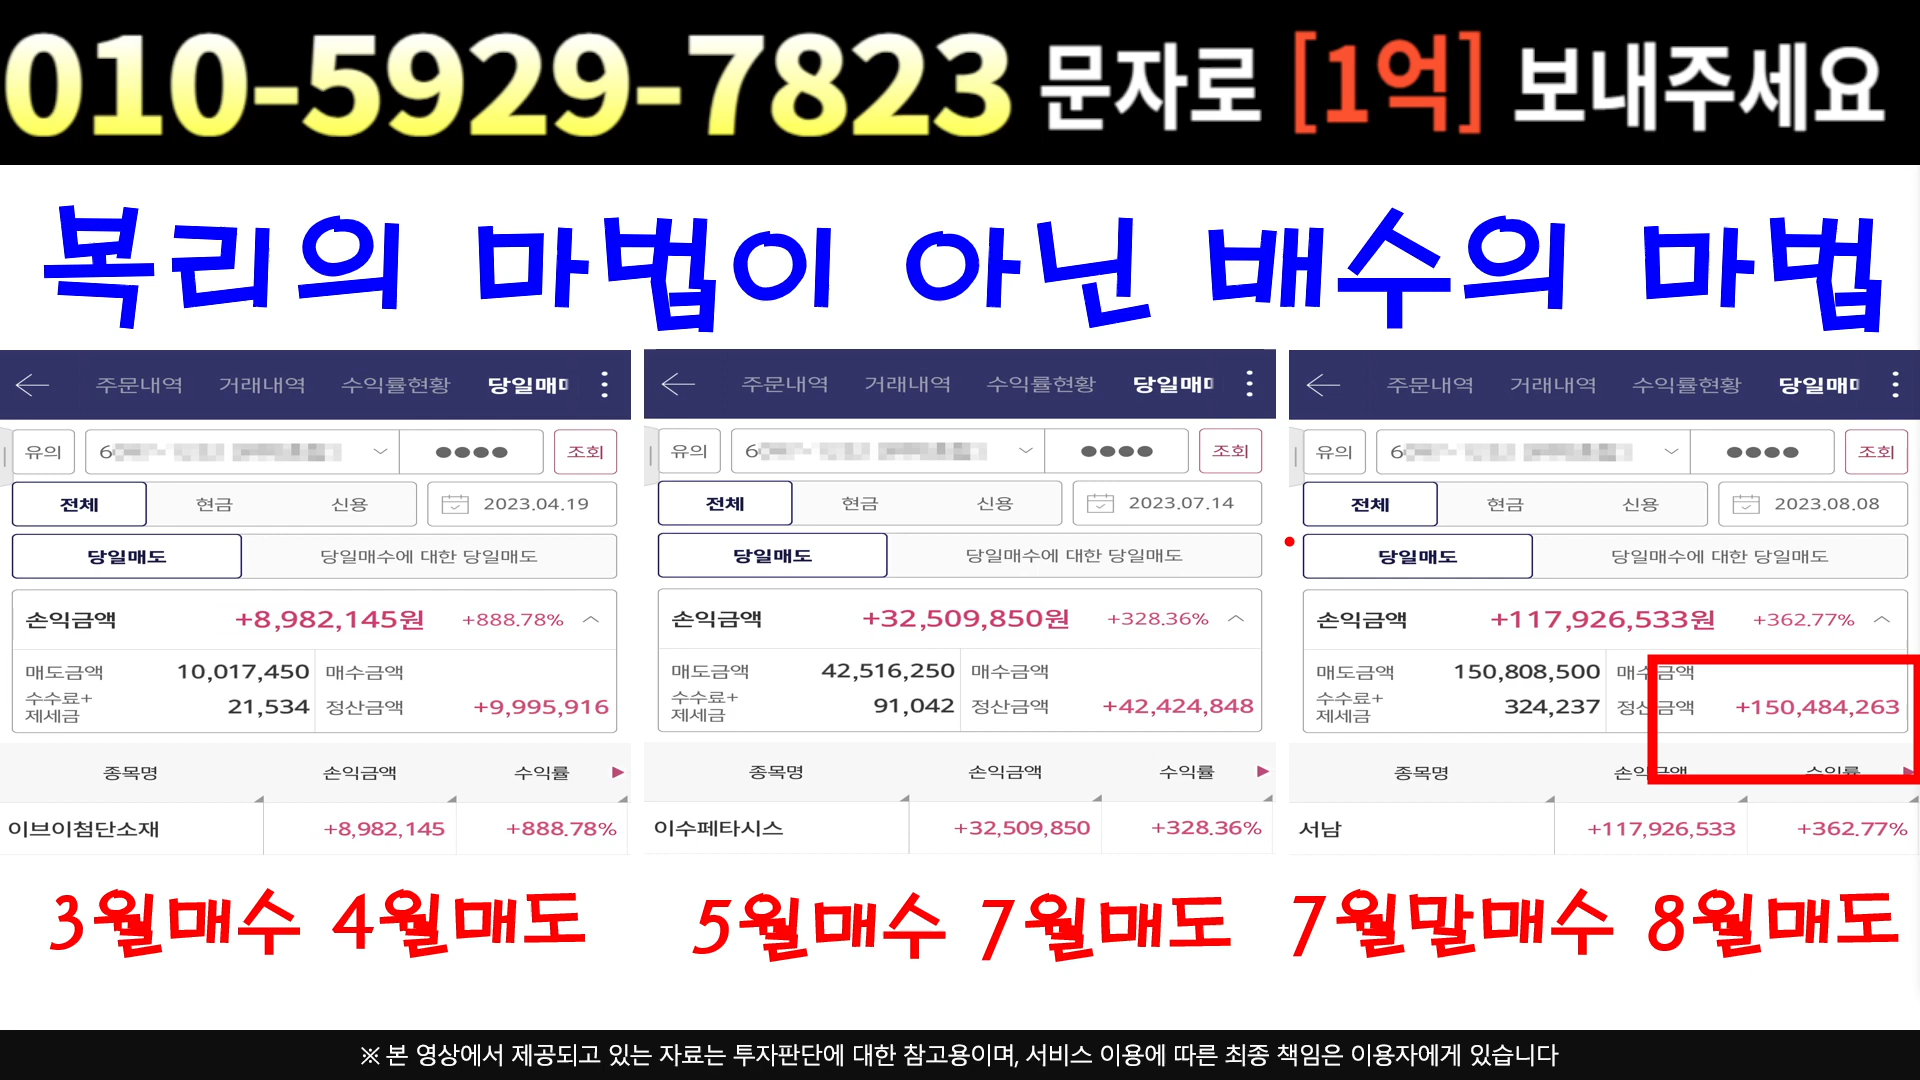 010-5929-7823 문자로 [1억] 보내주세요
복리의 마법이 아닌 배수의 마법
주문내역 거래내역 수익률현황 당일매
유의 6 ●●●● 조회
전체 현금 신용 2023.04.19
당일매도 당일매수에 대한 당일매도
손익금액 +8,982,145원 +888.78%
매도금액 10,017,450 매수금액
수수료+
제세금 21,534 정산금액 +9,995,916
종목명 손익금액 수익률
이브이첨단소재 +8,982,145 +888.78%
3월매수 4월매도
주문내역 거래내역 수익률현황 당일매
유의 6 ●●●● 조회
전체 현금 신용 2023.07.14
당일매도 당일매수에 대한 당일매도
손익금액 +32,509,850원 +328.36%
매도금액 42,516,250 매수금액
수수료+
제세금 91,042 정산금액 +42,424,848
종목명 손익금액 수익률
이수페타시스 +32,509,850 +328.36%
5월매수 7월매도
주문내역 거래내역 수익률현황 당일매
유의 6 ●●●● 조회
전체 현금 신용 2023.08.08
당일매도 당일매수에 대한 당일매도
손익금액 +117,926,533원 +362.77%
매도금액 150,808,500 매수금액
수수료+
제세금 324,237 정산금액 +150,484,263
종목명 손익금액 수익률
서남 +117,926,533 +362.77%
7월말매수 8월매도
※ 본 영상에서 제공되고 있는 자료는 투자판단에 대한 참고용이며, 서비스 이용에 따른 최종 책임은 이용자에게 있습니다